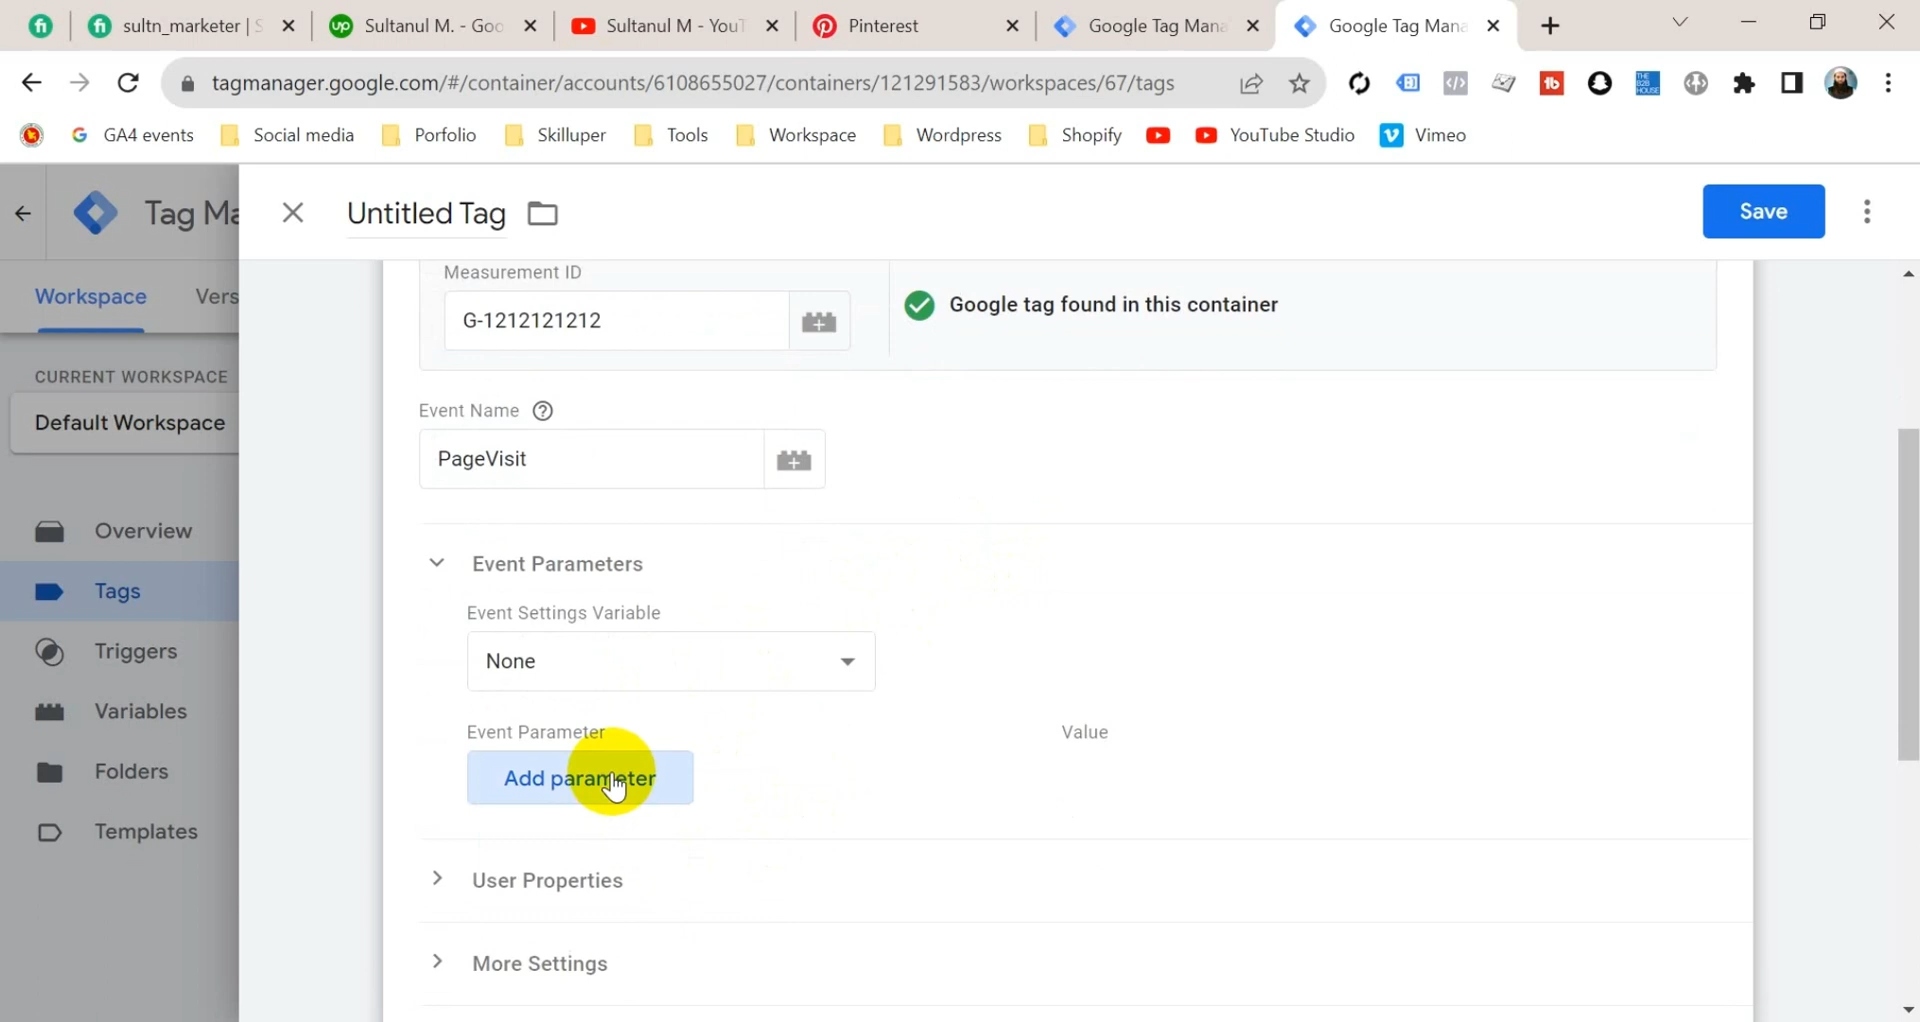 sultn_marketer | S
Sultanul M. - Goo
Sultanul M - YouT
Pinterest
Google Tag Mana
Google Tag Mana
tagmanager.google.com/#/container/accounts/6108655027/containers/121291583/workspaces/67/tags
GA4 events
Social media
Porfolio
Skilluper
Tools
Workspace
Wordpress
Shopify
YouTube Studio
Vimeo
Tag Ma
Untitled Tag
Save
Workspace
Vers
Measurement ID
G-1212121212
Google tag found in this container
CURRENT WORKSPACE
Default Workspace
Event Name
PageVisit
Overview
Tags
Triggers
Variables
Folders
Templates
Event Parameters
Event Settings Variable
None
Event Parameter
Value
Add parameter
User Properties
More Settings